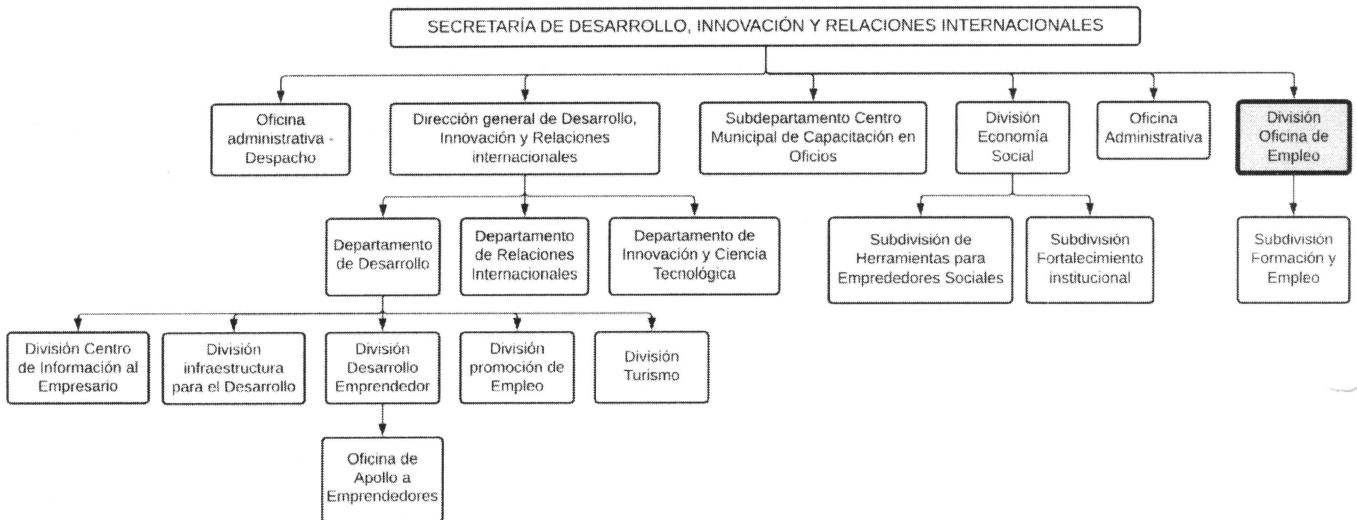 SECRETARÍA DE DESARROLLO, INNOVACIÓN Y RELACIONES INTERNACIONALES
Oficina
administrativa -
Despacho
Dirección general de Desarrollo,
Innovación y Relaciones
internacionales
Subdepartamento Centro
Municipal de Capacitación en
Oficios
División
Economía
Social
Oficina
Administrativa
División
Oficina de
Empleo
Departamento
de Desarrollo
Departamento
de Relaciones
Internacionales
Departamento de
Innovación y Ciencia
Tecnológica
Subdivisión de
Herramientas para
Empredédores Sociales
Subdivisión
Fortalecimiento
institucional
Subdivisión
Formación y
Empleo
División Centro
de Información al
Empresario
División
infraestructura
para el Desarrollo
División
Desarrollo
Emprendedor
División
promoción de
Empleo
División
Turismo
Oficina de
Apollo a
Emprendedores